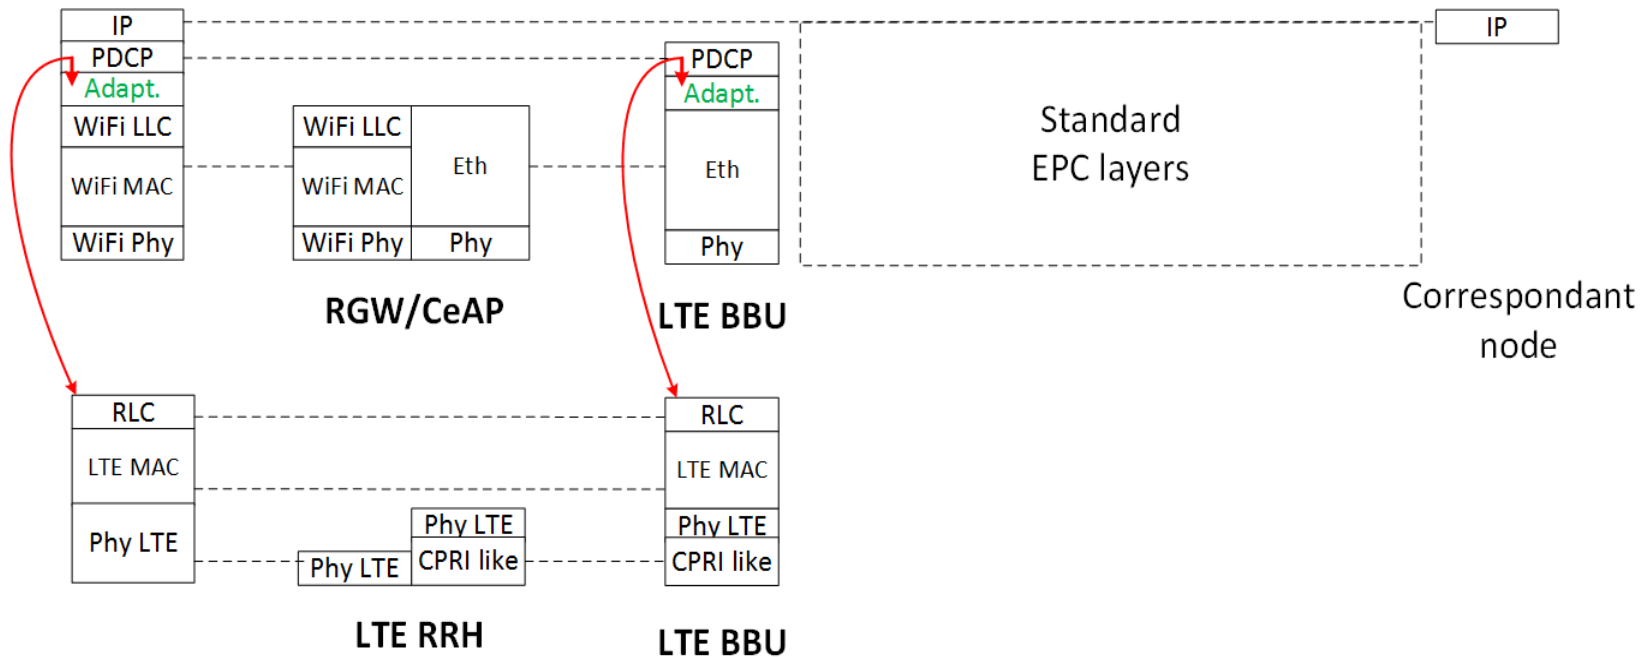 IP
PDCP
Adapt.
WiFi LLC
WiFi MAC
WiFi Phy
WiFi LLC
WiFi MAC
WiFi Phy
Eth
Phy
RGW/CeAP
PDCP
Adapt.
Eth
Phy
LTE BBU
Standard
EPC layers
IP
Correspondant
node
RLC
LTE MAC
Phy LTE
Phy LTE
Phy LTE
CPRI like
LTE RRH
RLC
LTE MAC
Phy LTE
CPRI like
LTE BBU